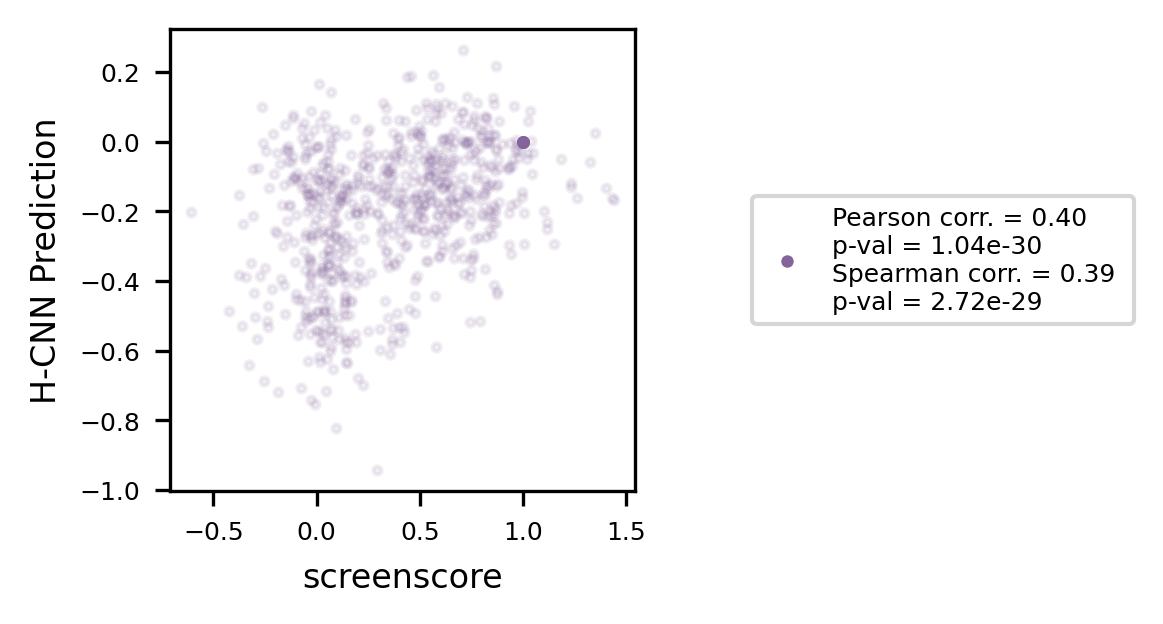 H-CNN Prediction
0.2
0.0
−0.2
−0.4
−0.6
−0.8
−1.0
−0.5
0.0
0.5
1.0
1.5
screenscore
Pearson corr. = 0.40
p-val = 1.04e-30
Spearman corr. = 0.39
p-val = 2.72e-29